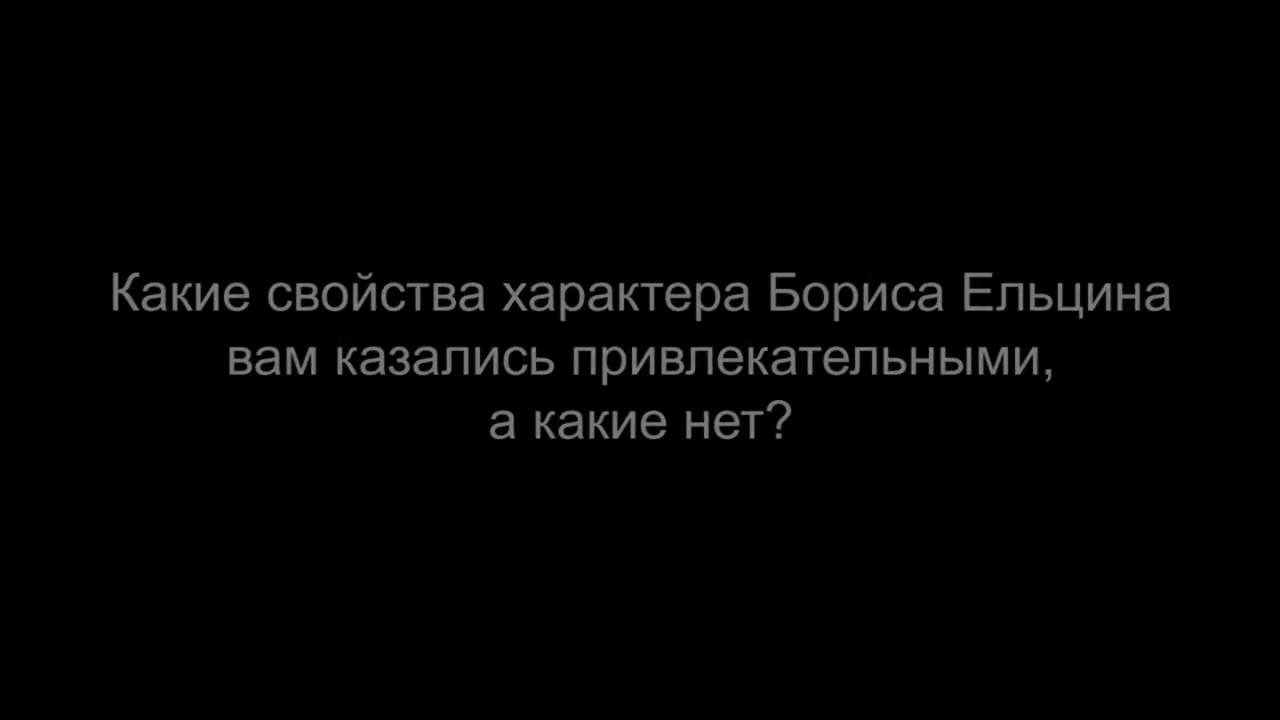 Какие свойства характера Бориса Ельцина
вам казались привлекательными,
а какие нет?